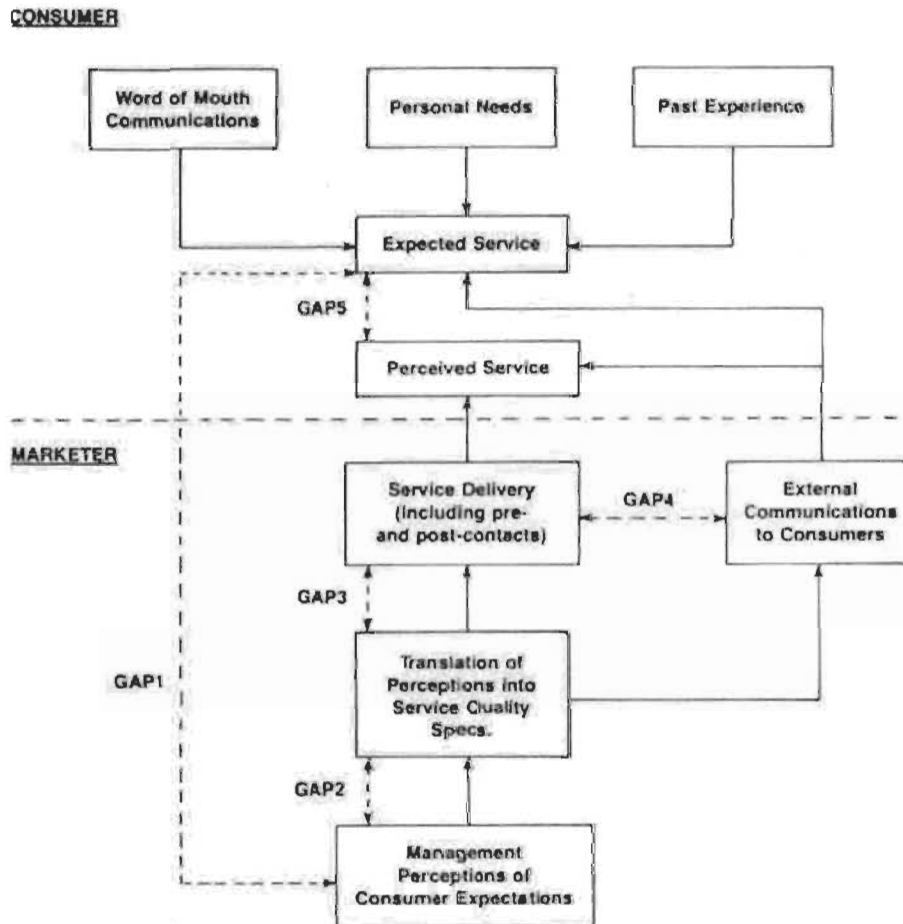 CONSUMER
Word of Mouth
Communications
Personal Needs
Past Experience
Expected Service
GAP5
Perceived Service
MARKETER
Service Delivery
(including pre-
and post-contacts)
GAP4
External
Communications
to Consumers
GAP3
Translation of
Perceptions into
Service Quality
Specs.
GAP1
GAP2
Management
Perceptions of
Consumer Expectations